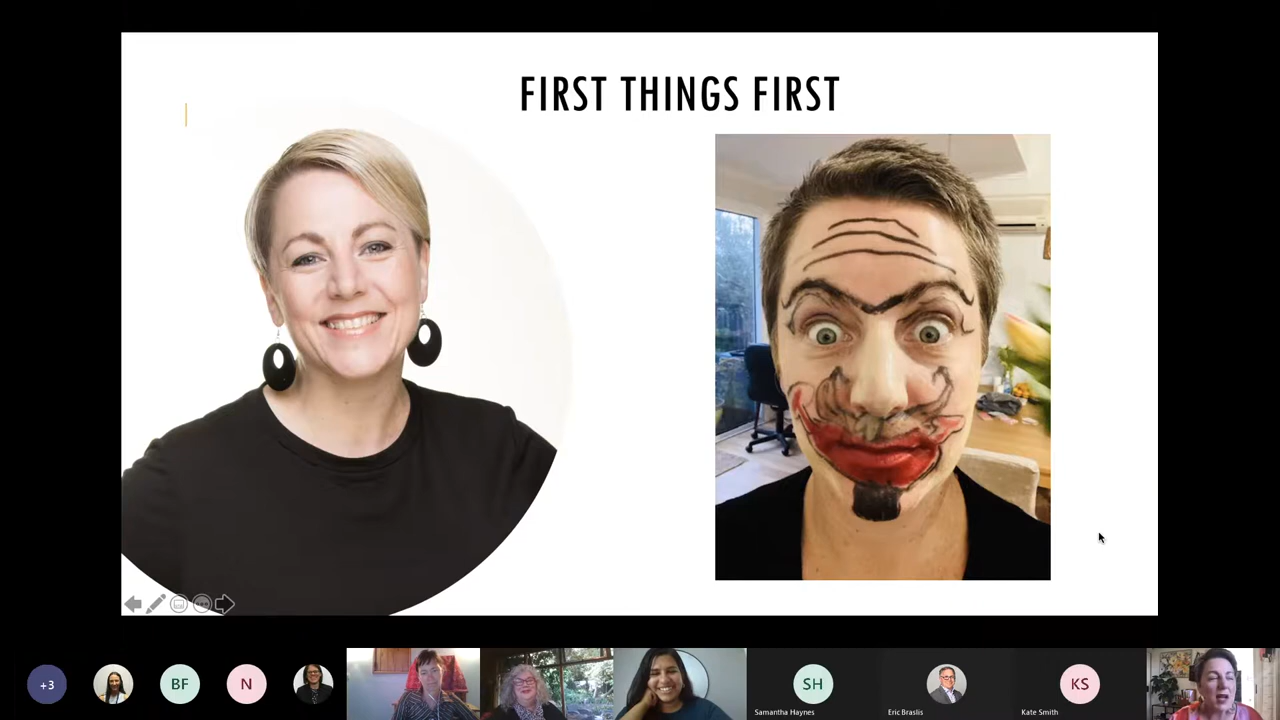 FIRST THINGS FIRST
+3
BF
N
SH
Samantha Haynes
Eric Braslis
KS
Kate Smith